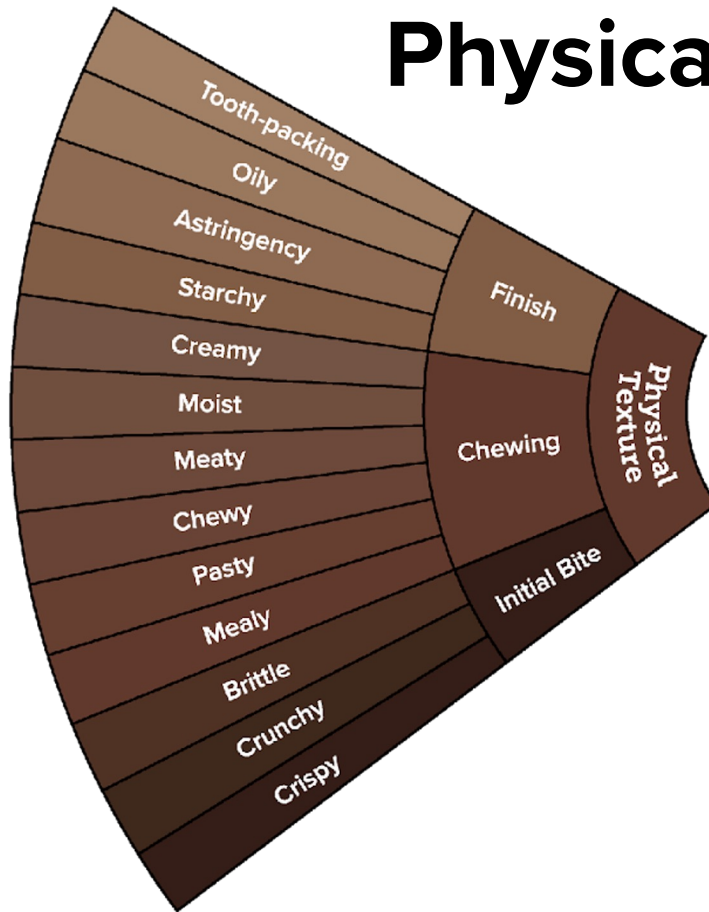 Physica
Tooth-packing
Oily
Astringency
Starchy
Creamy
Moist
Meaty
Chewy
Pasty
Mealy
Brittle
Crunchy
Crispy
Finish
Chewing
Initial Bite
Physical
Texture